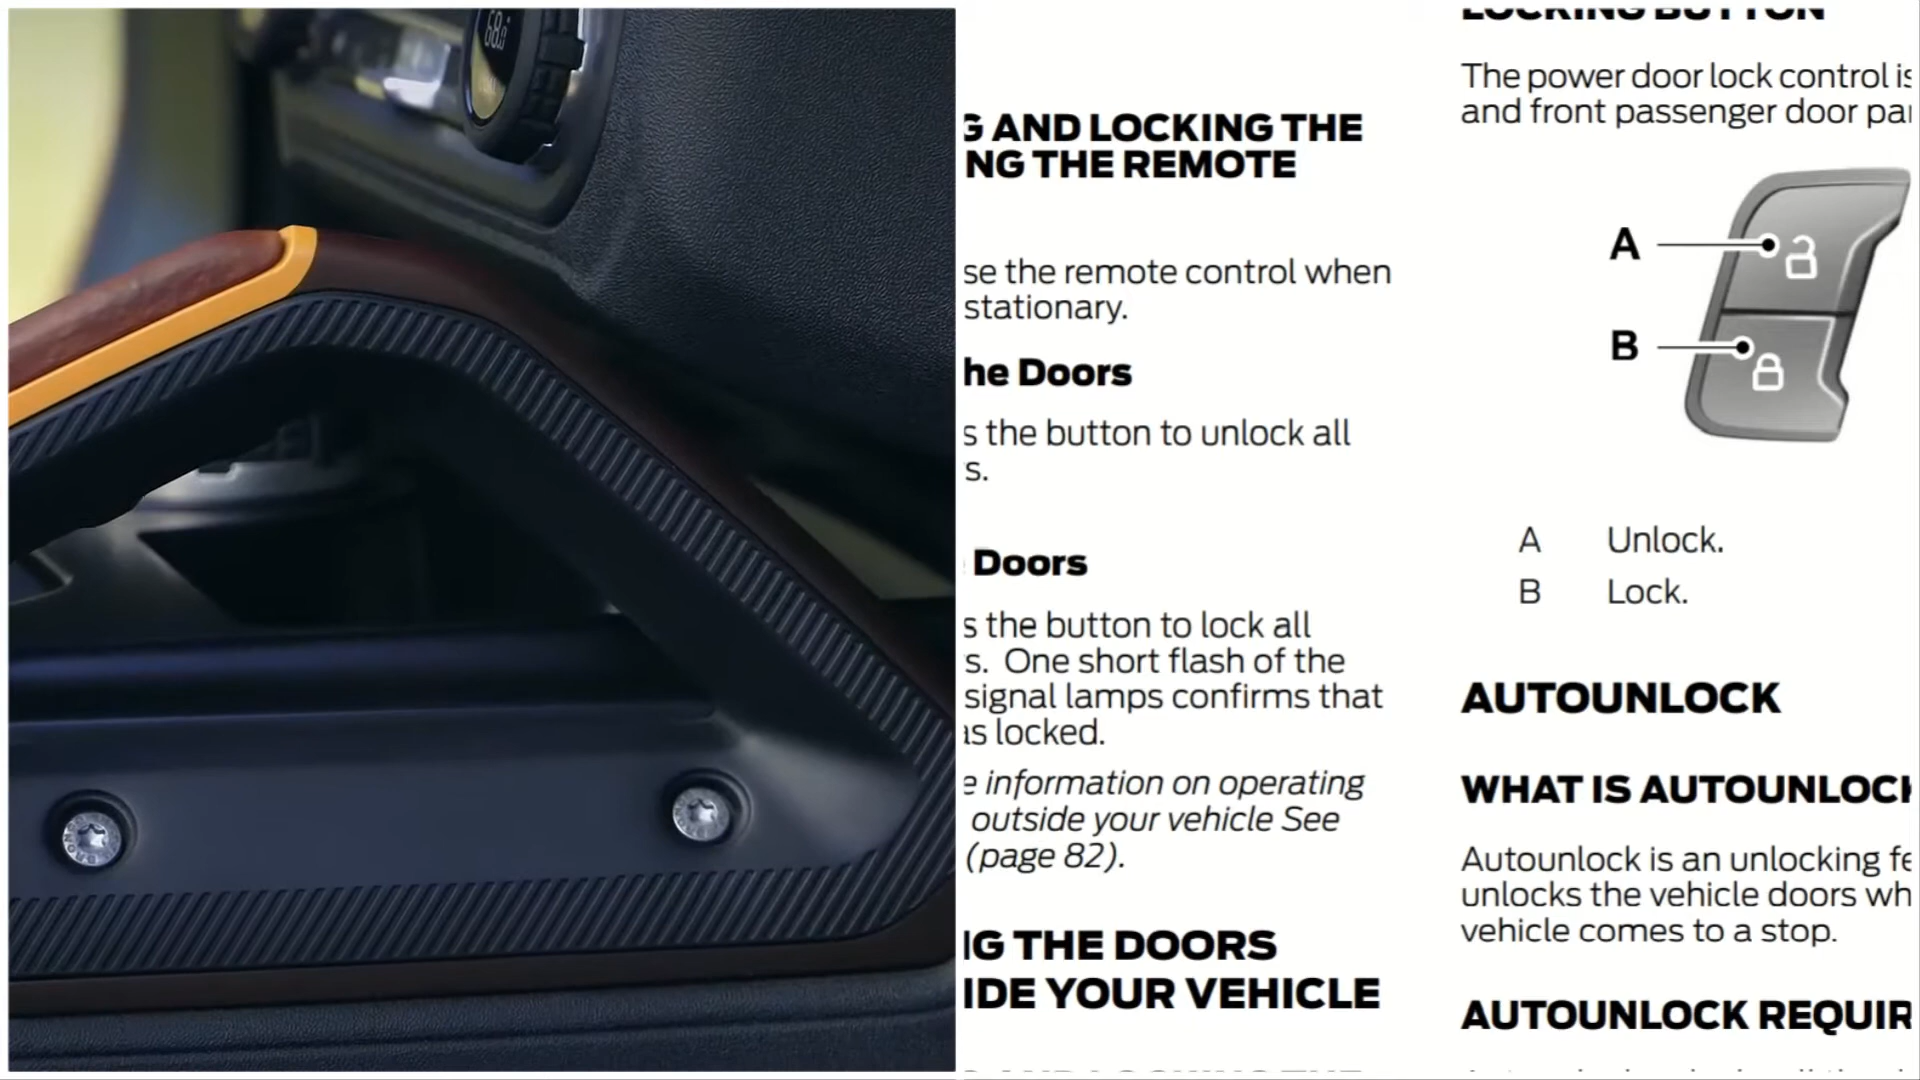 68.
G AND LOCKING THE
NG THE REMOTE
se the remote control when
stationary.
he Doors
s the button to unlock all
s.
Doors
s the button to lock all
s. One short flash of the
signal lamps confirms that
as locked.
e information on operating
outside your vehicle See
(page 82).
IG THE DOORS
IDE YOUR VEHICLE
LOCKING BUTTON
The power door lock control is
and front passenger door pa
A
B
A Unlock.
B Lock.
AUTOUNLOCK
WHAT IS AUTOUNLOCK
Autounlock is an unlocking fe
unlocks the vehicle doors wh
vehicle comes to a stop.
AUTOUNLOCK REQUIR